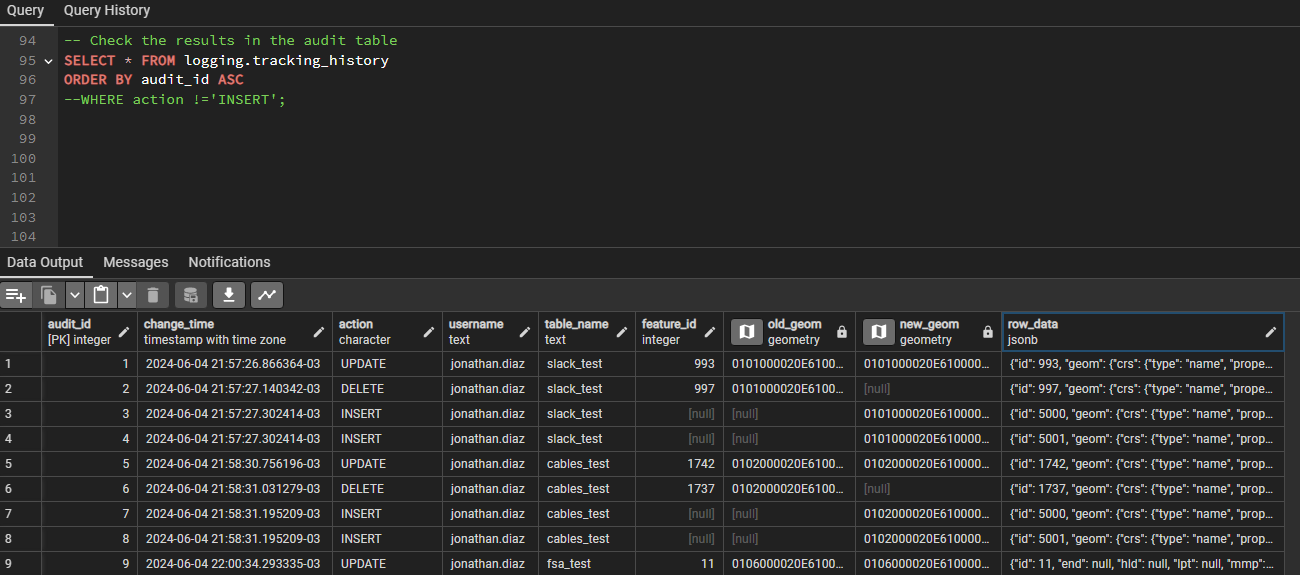 Query Query History
94 -- Check the results in the audit table
95 SELECT * FROM logging.tracking_history
96 ORDER BY audit_id ASC
97 --WHERE action !='INSERT';
98
99
100
101
102
103
104
Data Output Messages Notifications
audit_id change_time action username table_name feature_id old_geom new_geom row_data
[PK] integer timestamp with time zone character text text integer geometry geometry jsonb
1 1 2024-06-04 21:57:26.866364-03 UPDATE jonathan.diaz slack_test 993 0101000020E6100... 0101000020E610000... {"id": 993, "geom": {"crs": {"type": "name", "prope...
2 2 2024-06-04 21:57:27.140342-03 DELETE jonathan.diaz slack_test 997 0101000020E6100... [null] {"id": 997, "geom": {"crs": {"type": "name", "prope...
3 3 2024-06-04 21:57:27.302414-03 INSERT jonathan.diaz slack_test [null] [null] 0101000020E610000... {"id": 5000, "geom": {"crs": {"type": "name", "prop...
4 4 2024-06-04 21:57:27.302414-03 INSERT jonathan.diaz slack_test [null] [null] 0101000020E610000... {"id": 5001, "geom": {"crs": {"type": "name", "prop...
5 5 2024-06-04 21:58:30.756196-03 UPDATE jonathan.diaz cables_test 1742 0102000020E6100... 0102000020E610000... {"id": 1742, "geom": {"crs": {"type": "name", "prop...
6 6 2024-06-04 21:58:31.031279-03 DELETE jonathan.diaz cables_test 1737 0102000020E6100... [null] {"id": 1737, "geom": {"crs": {"type": "name", "prop...
7 7 2024-06-04 21:58:31.195209-03 INSERT jonathan.diaz cables_test [null] [null] 0102000020E610000... {"id": 5000, "geom": {"crs": {"type": "name", "prop...
8 8 2024-06-04 21:58:31.195209-03 INSERT jonathan.diaz cables_test [null] [null] 0102000020E610000... {"id": 5001, "geom": {"crs": {"type": "name", "prop...
9 9 2024-06-04 22:00:34.293335-03 UPDATE jonathan.diaz fsa_test 11 0106000020E6100... 0106000020E610000... {"id": 11, "end": null, "hld": null, "lpt": null, "mmp":...